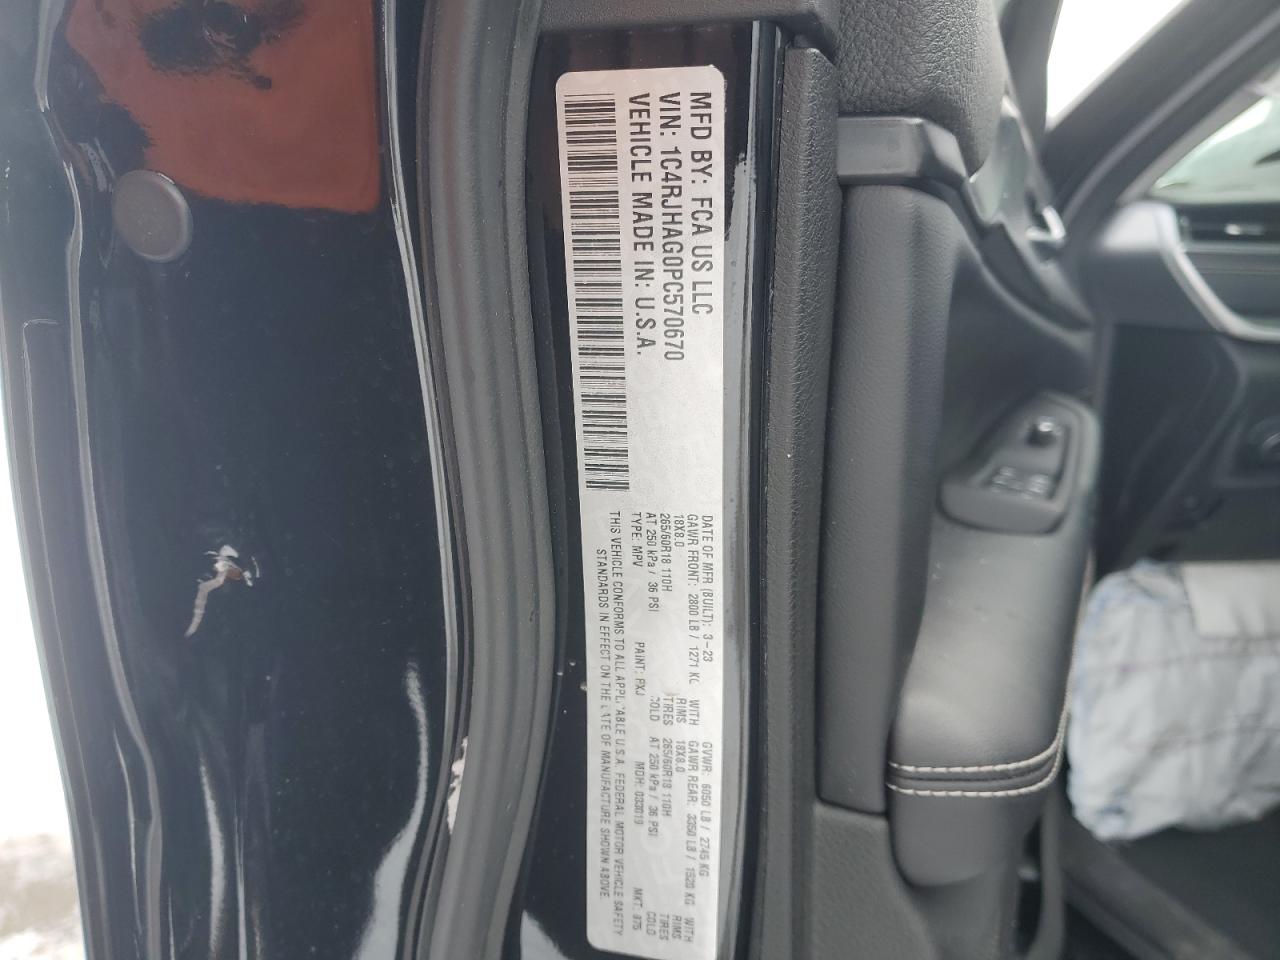 MFD BY: FCA US LLC
VIN: 1C4RJHAG0PC570670
VEHICLE MADE IN: U.S.A.
DATE OF MFR (BUILT): 3-23 GVWR: 6050 LB / 2745 KG
GAWR FRONT: 2800 LB / 1271 KG WITH GAWR REAR: 3350 LB / 1520 KG WITH
18X8.0 RIMS 18X8.0 RIMS
265/60R18 110H TIRES 265/60R18 110H TIRES
AT 250 kPa / 36 PSI COLD AT 250 kPa / 36 PSI COLD
TYPE: MPV PAINT: PXJ MDH: 033019 MKT: 975
THIS VEHICLE CONFORMS TO ALL APPLICABLE U.S.A. FEDERAL MOTOR VEHICLE SAFETY
STANDARDS IN EFFECT ON THE DATE OF MANUFACTURE SHOWN ABOVE.